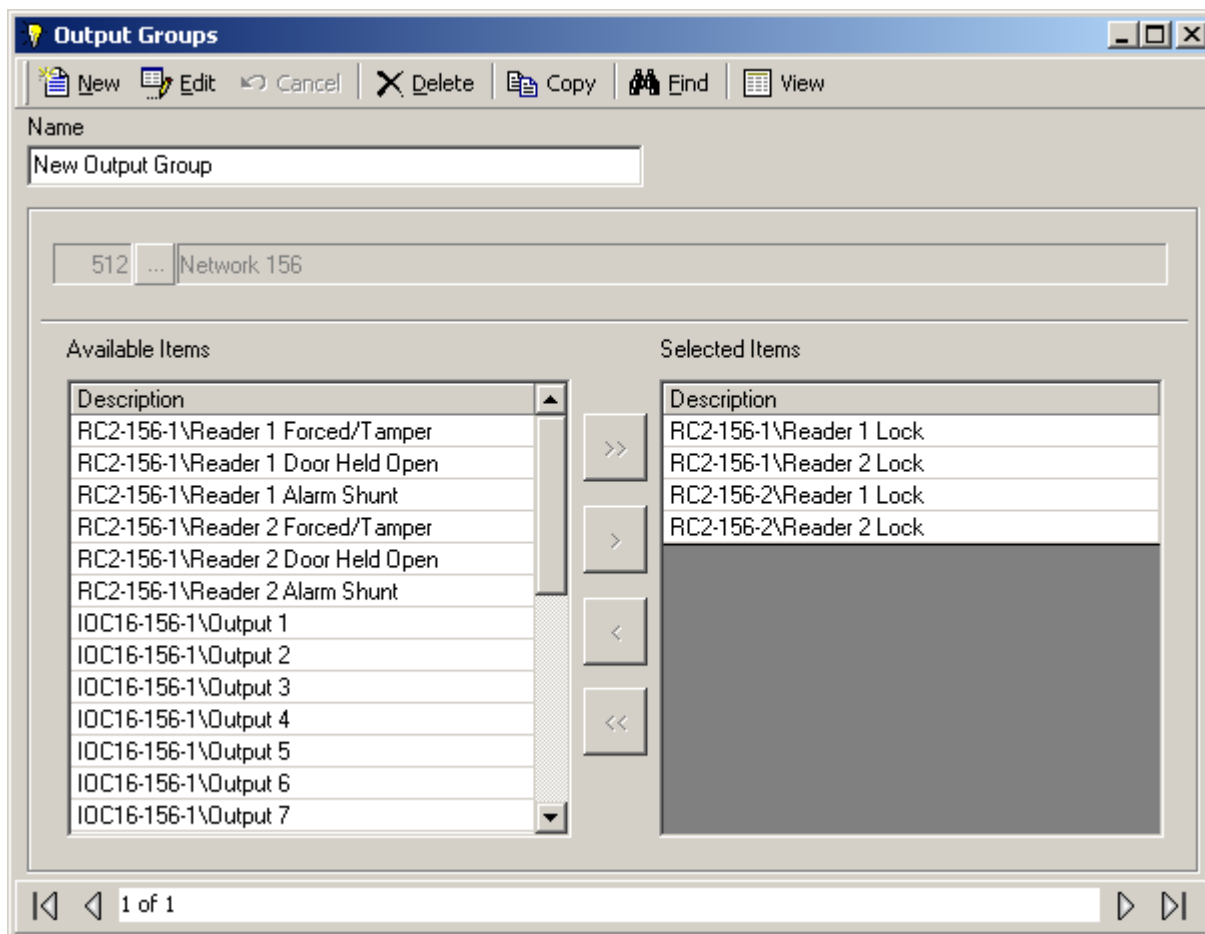 Output Groups
New Edit Cancel Delete Copy Find View
Name
New Output Group
512 ... Network 156
Available Items
Description
RC2-156-1\Reader 1 Forced/Tamper
RC2-156-1\Reader 1 Door Held Open
RC2-156-1\Reader 1 Alarm Shunt
RC2-156-1\Reader 2 Forced/Tamper
RC2-156-1\Reader 2 Door Held Open
RC2-156-1\Reader 2 Alarm Shunt
IOC16-156-1\Output 1
IOC16-156-1\Output 2
IOC16-156-1\Output 3
IOC16-156-1\Output 4
IOC16-156-1\Output 5
IOC16-156-1\Output 6
IOC16-156-1\Output 7
>>
>
<
<<
Selected Items
Description
RC2-156-1\Reader 1 Lock
RC2-156-1\Reader 2 Lock
RC2-156-2\Reader 1 Lock
RC2-156-2\Reader 2 Lock
1 of 1